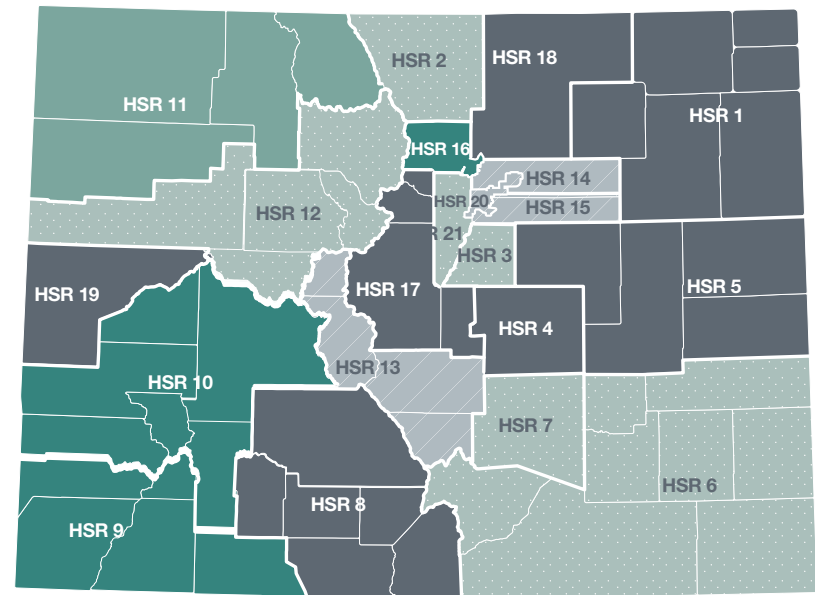 HSR 2
HSR 18
HSR 11
HSR 1
HSR 16
HSR 14
HSR 20
HSR 15
HSR 12
R 21
HSR 3
HSR 19
HSR 17
HSR 5
HSR 4
HSR 13
HSR 10
HSR 7
HSR 6
HSR 8
HSR 9